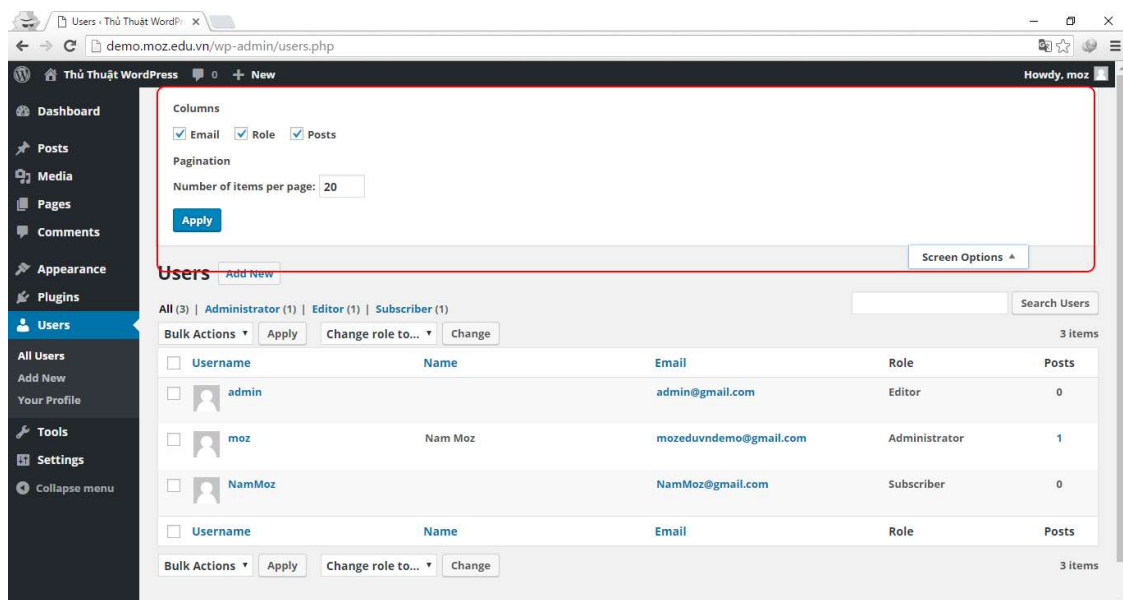 Users ‹ Thủ Thuật WordPr
demo.moz.edu.vn/wp-admin/users.php
Thủ Thuật WordPress 0 + New Howdy, moz
Dashboard
Posts
Media
Pages
Comments
Appearance
Plugins
Users
All Users
Add New
Your Profile
Tools
Settings
Collapse menu
Columns
Email Role Posts
Pagination
Number of items per page: 20
Apply
Screen Options
Users Add New
All (3) | Administrator (1) | Editor (1) | Subscriber (1)
Search Users
Bulk Actions Apply Change role to... Change 3 items
Username Name Email Role Posts
admin admin@gmail.com Editor 0
moz Nam Moz mozeduvndemo@gmail.com Administrator 1
NamMoz NamMoz@gmail.com Subscriber 0
Username Name Email Role Posts
Bulk Actions Apply Change role to... Change 3 items